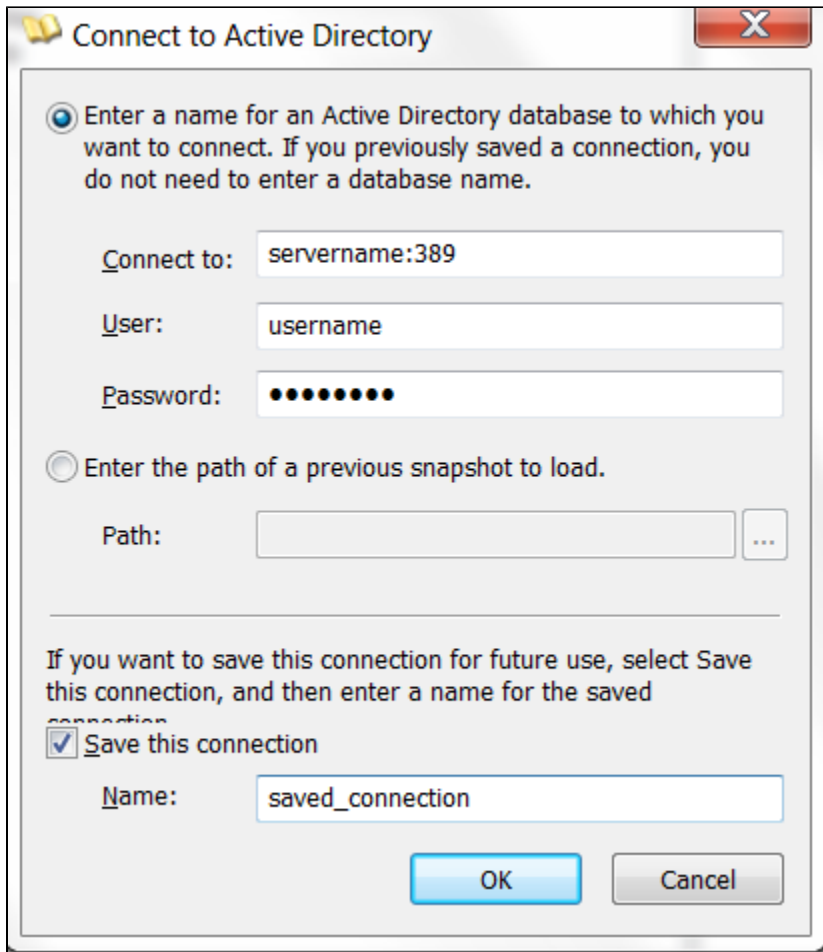 Connect to Active Directory
Enter a name for an Active Directory database to which you
want to connect. If you previously saved a connection, you
do not need to enter a database name.
Connect to: servername:389
User: username
Password: ●●●●●●●●
Enter the path of a previous snapshot to load.
Path: ...
If you want to save this connection for future use, select Save
this connection, and then enter a name for the saved
connection.
Save this connection
Name: saved_connection
OK Cancel